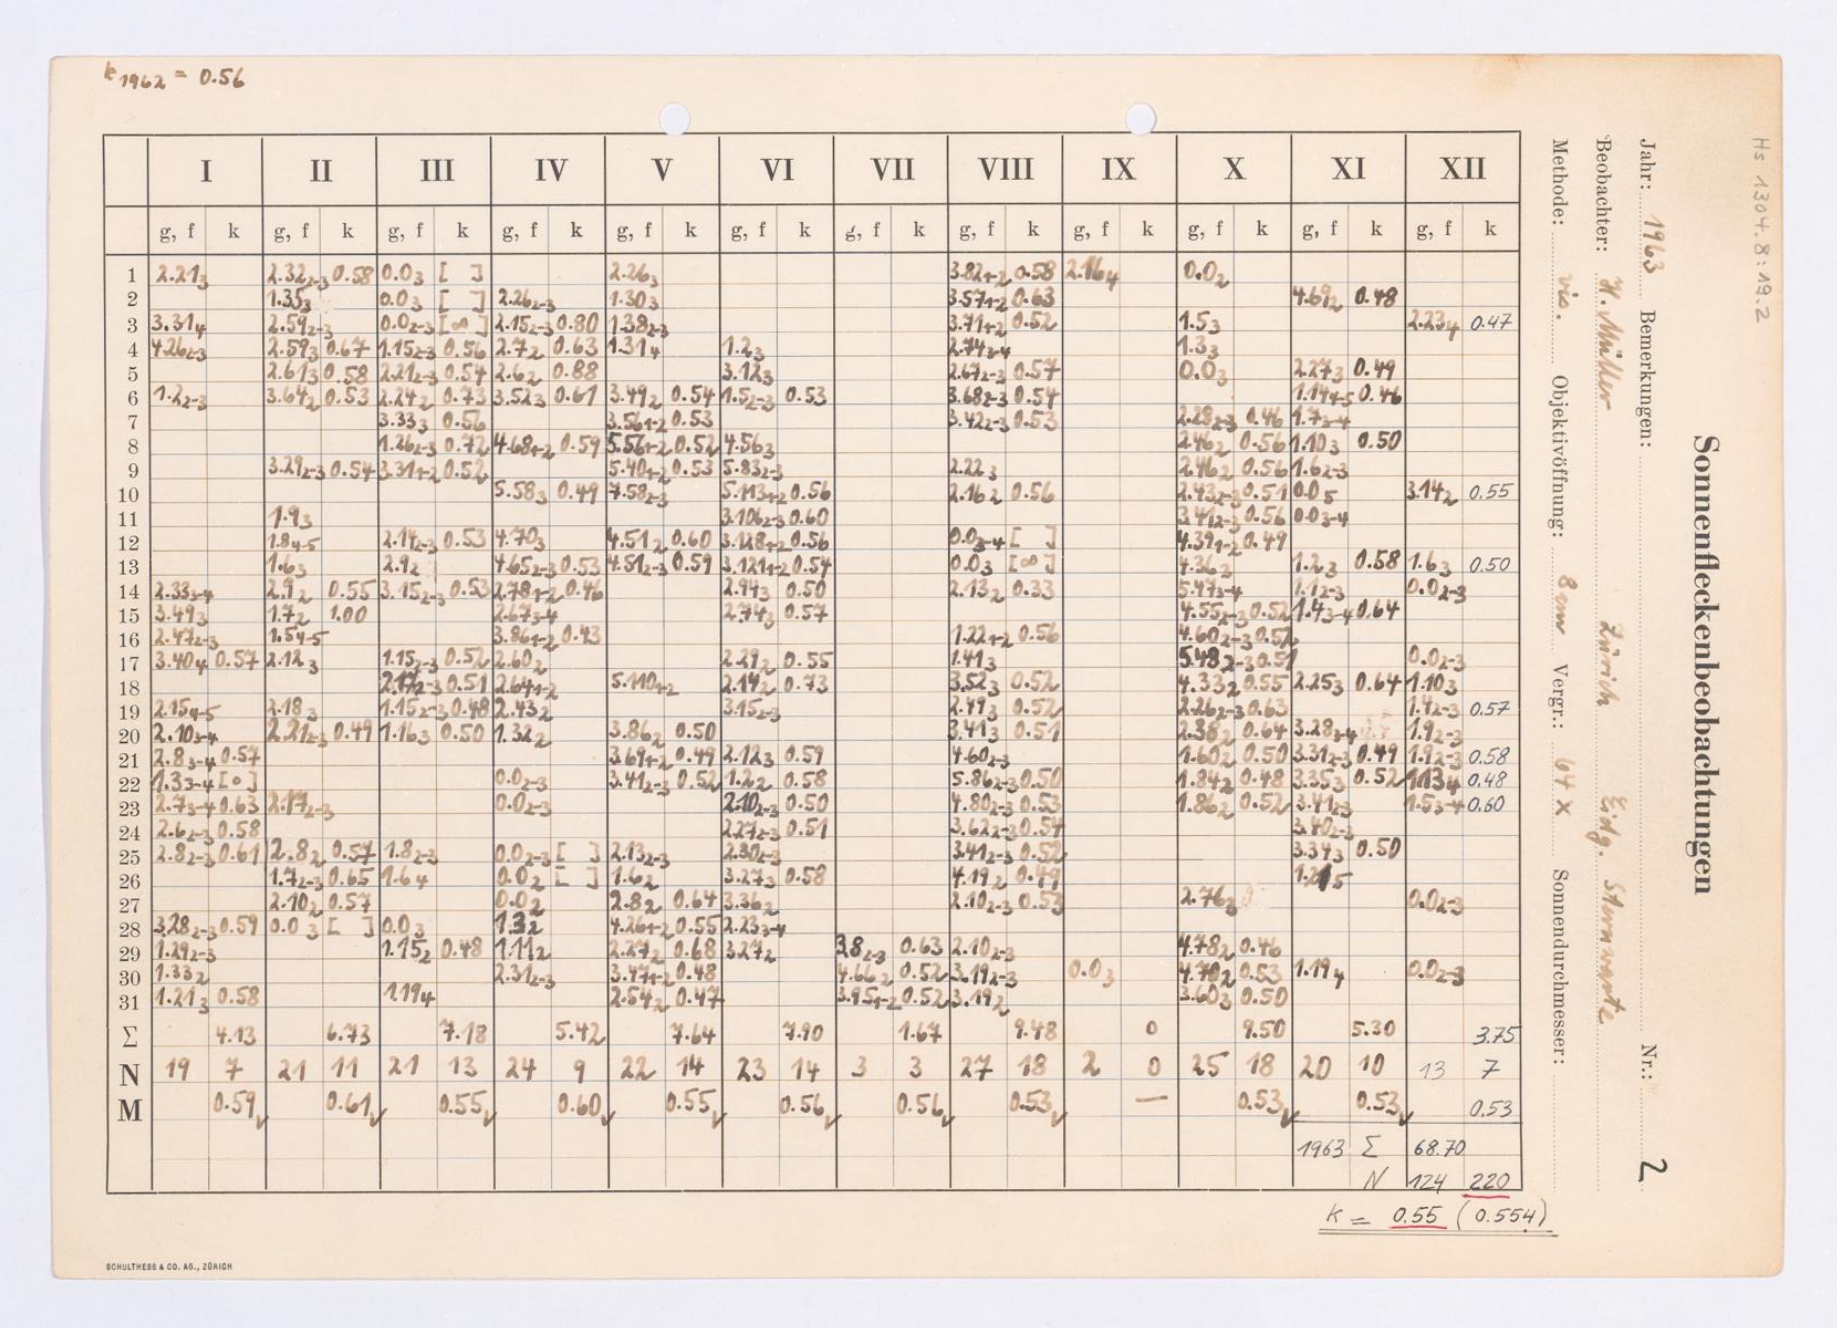 k1962 = 0.56
I II III IV V VI VII VIII IX X XI XII
g, f k g, f k g, f k g, f k g, f k g, f k g, f k g, f k g, f k g, f k g, f k g, f k
1 2.21₃ 2.32₂₋₃ 0.58 0.0₃ [ ] 2.26₃ 3.82₁₊₂ 0.58 2.16₄ 0.0₂
2 1.35₃ 0.0₃ [ ] 2.26₂₋₃ 1.30₃ 3.57₁₊₂ 0.63 4.69₂ 0.48
3 3.31₄ 2.59₂₋₃ 0.0₂₋₃ [∞ ] 2.15₂₋₃ 0.80 1.38₂₋₃ 3.71₁₊₂ 0.52 1.5₃ 2.23₄ 0.47
4 4.26₂₋₃ 2.59₃ 0.67 1.15₂₋₃ 0.56 2.7₂ 0.63 1.31₄ 1.2₃ 2.74₃₋₄ 1.3₃
5 2.61₃ 0.58 2.21₂₋₃ 0.54 2.6₂ 0.88 3.12₃ 2.67₂₋₃ 0.57 0.0₃ 2.27₃ 0.49
6 1.2₂₋₃ 3.64₂ 0.53 2.24₂ 0.73 3.52₃ 0.61 3.49₂ 0.54 1.5₂₋₃ 0.53 3.68₂₋₃ 0.54 1.14₄₋₅ 0.46
7 3.33₃ 0.56 3.56₁₊₂ 0.53 3.42₂₋₃ 0.53 2.28₂₋₃ 0.46 1.7₃₋₄
8 1.26₂₋₃ 0.72 4.68₁₊₂ 0.59 5.56₁₊₂ 0.52 4.56₃ 2.46₂ 0.56 1.10₃ 0.50
9 3.29₂₋₃ 0.54 3.31₁₊₂ 0.52 5.40₁₊₂ 0.53 5.83₂₋₃ 2.22₃ 2.46₂ 0.56 1.6₂₋₃
10 5.58₃ 0.49 7.58₂₋₃ 5.113₁₊₂ 0.56 2.16₂ 0.56 2.43₂₋₃ 0.51 0.0₅ 3.14₂ 0.55
11 1.9₃ 3.106₂₋₃ 0.60 3.41₂₋₃ 0.56 0.0₃₋₄
12 1.8₄₋₅ 2.14₂₋₃ 0.53 4.70₃ 4.51₂ 0.60 3.128₁₊₂ 0.56 0.0₃₋₄ [ ] 4.39₁₋₂ 0.49
13 1.6₃ 2.9₂ 4.65₂₋₃ 0.53 4.51₂₋₃ 0.59 3.121₁₊₂ 0.54 0.0₃ [∞ ] 4.36₃ 1.2₃ 0.58 1.6₃ 0.50
14 2.33₃₋₄ 2.9₂ 0.55 3.15₂₋₃ 0.53 2.78₁₊₂ 0.46 2.94₃ 0.50 2.13₂ 0.33 5.47₃₋₄ 1.12₋₃ 0.0₂₋₃
15 3.49₃ 1.7₂ 1.00 2.67₃₋₄ 2.74₃ 0.57 4.55₂₋₃ 0.52 1.4₃₋₄ 0.64
16 2.47₂₋₃ 1.5₄₋₅ 3.86₁₊₂ 0.43 1.22₁₊₂ 0.56 4.60₂₋₃ 0.52
17 3.40₄ 0.57 2.12₃ 1.15₂₋₃ 0.52 2.60₂ 2.29₂ 0.55 1.41₃ 5.48₂₋₃ 0.51 0.0₂₋₃
18 2.17₂₋₃ 0.51 2.64₁₊₂ 5.110₁₊₂ 2.14₂ 0.73 3.52₃ 0.52 4.33₂ 0.55 2.25₃ 0.64 1.10₃
19 2.15₄₋₅ 2.18₃ 1.15₂₋₃ 0.48 2.43₂ 3.15₂₋₃ 2.49₃ 0.52 2.26₂₋₃ 0.63 1.4₂₋₃ 0.57
20 2.10₃₋₄ 2.21₂₋₃ 0.49 1.16₃ 0.50 1.32₂ 3.86₂ 0.50 3.41₃ 0.51 2.38₂ 0.64 3.28₃₋₄ 1.9₂₋₃
21 2.8₃₋₄ 0.57 3.69₁₊₂ 0.49 2.12₃ 0.59 4.60₂₋₃ 1.60₂ 0.50 3.31₂₋₃ 0.49 1.9₂₋₃ 0.58
22 1.3₃₋₄ [∞] 0.0₂₋₃ 3.41₂₋₃ 0.52 1.2₂ 0.58 5.86₂₋₃ 0.50 1.84₂ 0.48 3.35₃ 0.52 1.13₄ 0.48
23 2.7₃₋₄ 0.63 2.17₂₋₃ 0.0₂₋₃ 2.10₂₋₃ 0.50 4.80₂₋₃ 0.53 1.86₂ 0.52 3.41₂₋₃ 1.5₃₋₄ 0.60
24 2.6₂₋₃ 0.58 2.27₂₋₃ 0.51 3.62₂₋₃ 0.54 3.40₂₋₃
25 2.8₂₋₃ 0.61 2.8₂ 0.57 1.8₂₋₃ 0.0₂₋₃ [ ] 2.13₂₋₃ 2.30₂₋₃ 3.41₂₋₃ 0.52 3.34₃ 0.50
26 1.7₂₋₃ 0.65 1.6₄ 0.0₂ [ ] 1.6₂ 3.27₃ 0.58 4.19₂ 0.49
27 2.10₂ 0.57 0.0₂ 2.8₂ 0.64 3.36₂ 2.10₂₋₃ 0.53 2.76₃ 0.0₂₋₃
28 3.28₂₋₃ 0.59 0.0₃ [ ] 0.0₃ 1.3₂ 4.26₁₊₂ 0.55 2.23₃₋₄
29 1.29₂₋₃ 1.15₂ 0.48 1.11₂ 2.27₂ 0.68 3.27₂ 3.8₂₋₃ 0.63 2.10₂₋₃ 4.78₂ 0.46
30 1.33₂ 2.31₂₋₃ 3.47₁₊₂ 0.48 4.66₂ 0.52 3.19₂₋₃ 0.0₃ 4.70₂ 0.53 1.19₄ 0.0₂₋₃
31 1.21₃ 0.58 1.19₄ 2.54₂ 0.47 3.95₁₊₂ 0.52 3.19₂ 3.60₃ 0.50
Σ 4.13 6.73 7.18 5.42 7.64 7.90 1.67 9.48 0 9.50 5.30 3.75
N 19 7 21 11 21 13 24 9 22 14 23 14 3 3 27 18 2 0 25 18 20 10 13 7
M 0.59 0.61 0.55 0.60 0.55 0.56 0.56 0.53 — 0.53 0.53 0.53
1963 Σ 68.70
N 124 220
k = 0.55 (0.554)
SCHULTHESS & CO. AG., ZÜRICH
Hs 1304.8:19.2
Sonnenfleckenbeobachtungen
Jahr: 1963 Bemerkungen: Nr.: 2
Beobachter: H. Müller Zürich Eidg. Sternwarte
Methode: vis. Objektivöffnung: 8 cm Vergr.: 64 x Sonnendurchmesser: